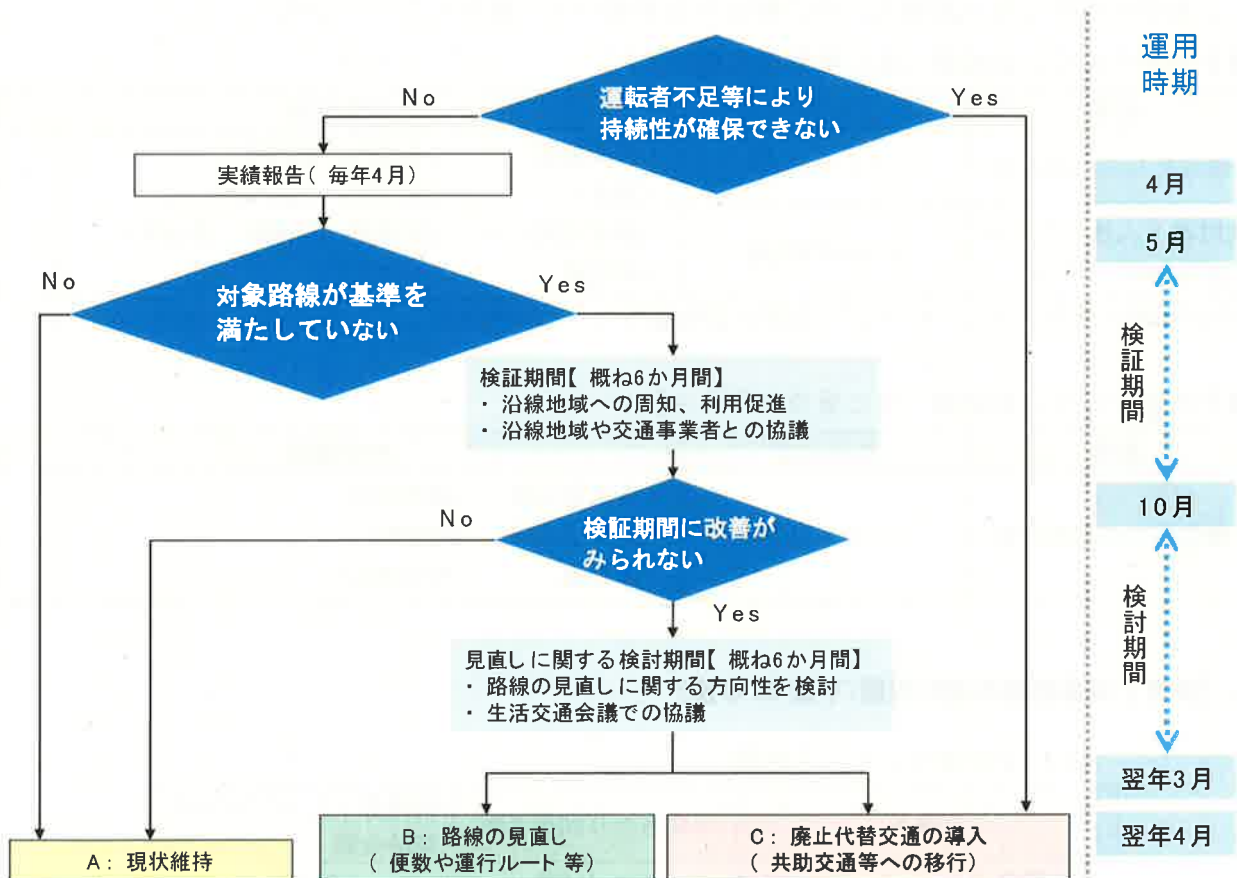 運転者不足等により
持続性が確保できない
No
Yes
実績報告(毎年4月)
対象路線が基準を
満たしていない
No
Yes
検証期間【概ね6か月間】
・沿線地域への周知、利用促進
・沿線地域や交通事業者との協議
検証期間に改善が
みられない
No
Yes
見直しに関する検討期間【概ね6か月間】
・路線の見直しに関する方向性を検討
・生活交通会議での協議
A:現状維持
B:路線の見直し
(便数や運行ルート等)
C:廃止代替交通の導入
(共助交通等への移行)
運用
時期
4月
5月
検証期間
10月
検討期間
翌年3月
翌年4月